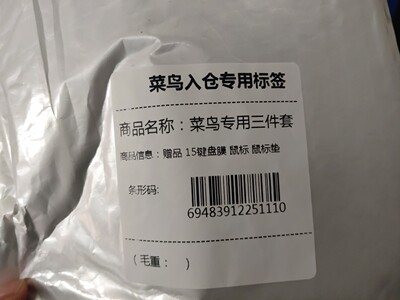 菜鸟入仓专用标签
商品名称：菜鸟专用三件套
商品信息：赠品 15键盘膜 鼠标 鼠标垫
条形码:
69483912251110
（毛重：　）